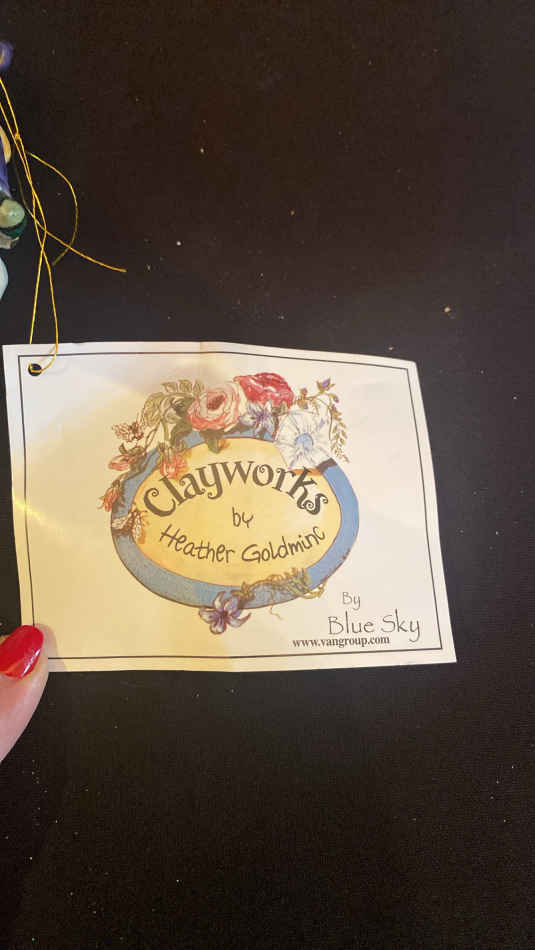 Clayworks
by
Heather Goldminc
By
Blue Sky
www.vangroup.com